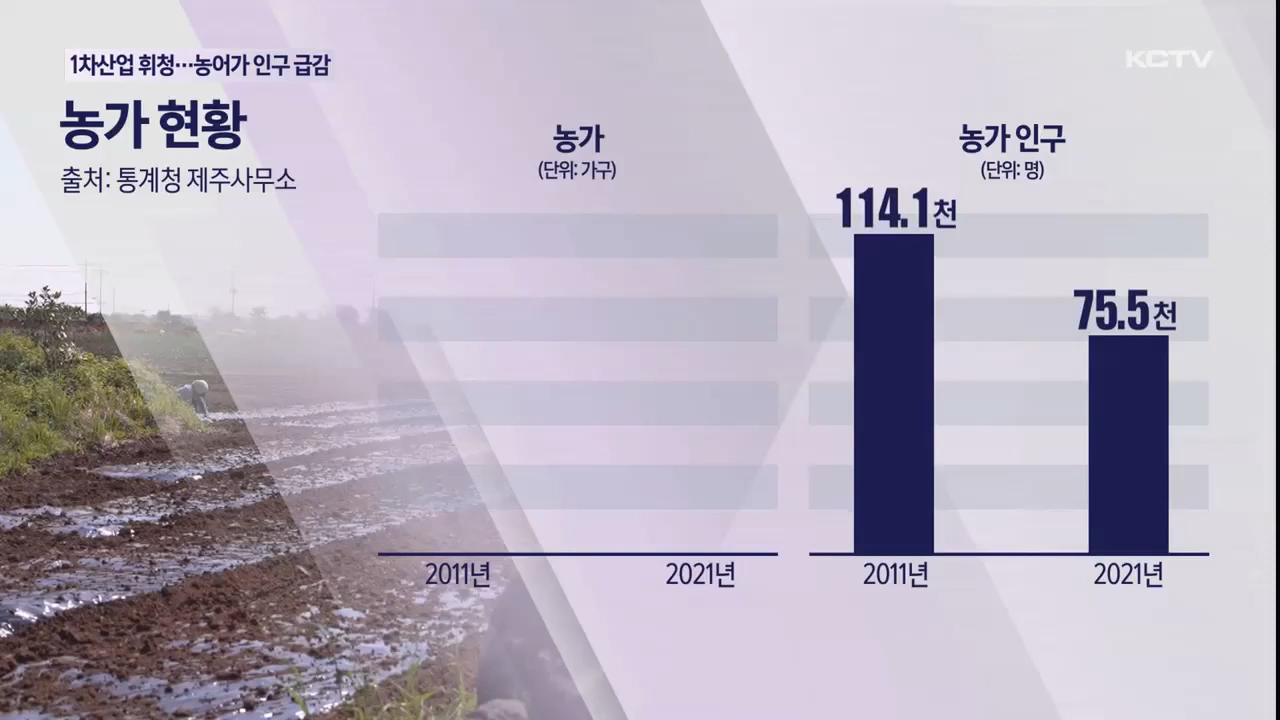 1차산업 휘청…농어가 인구 급감
KCTV
농가 현황
출처: 통계청 제주사무소
농가
(단위: 가구)
2011년
2021년
농가 인구
(단위: 명)
114.1천
75.5천
2011년
2021년